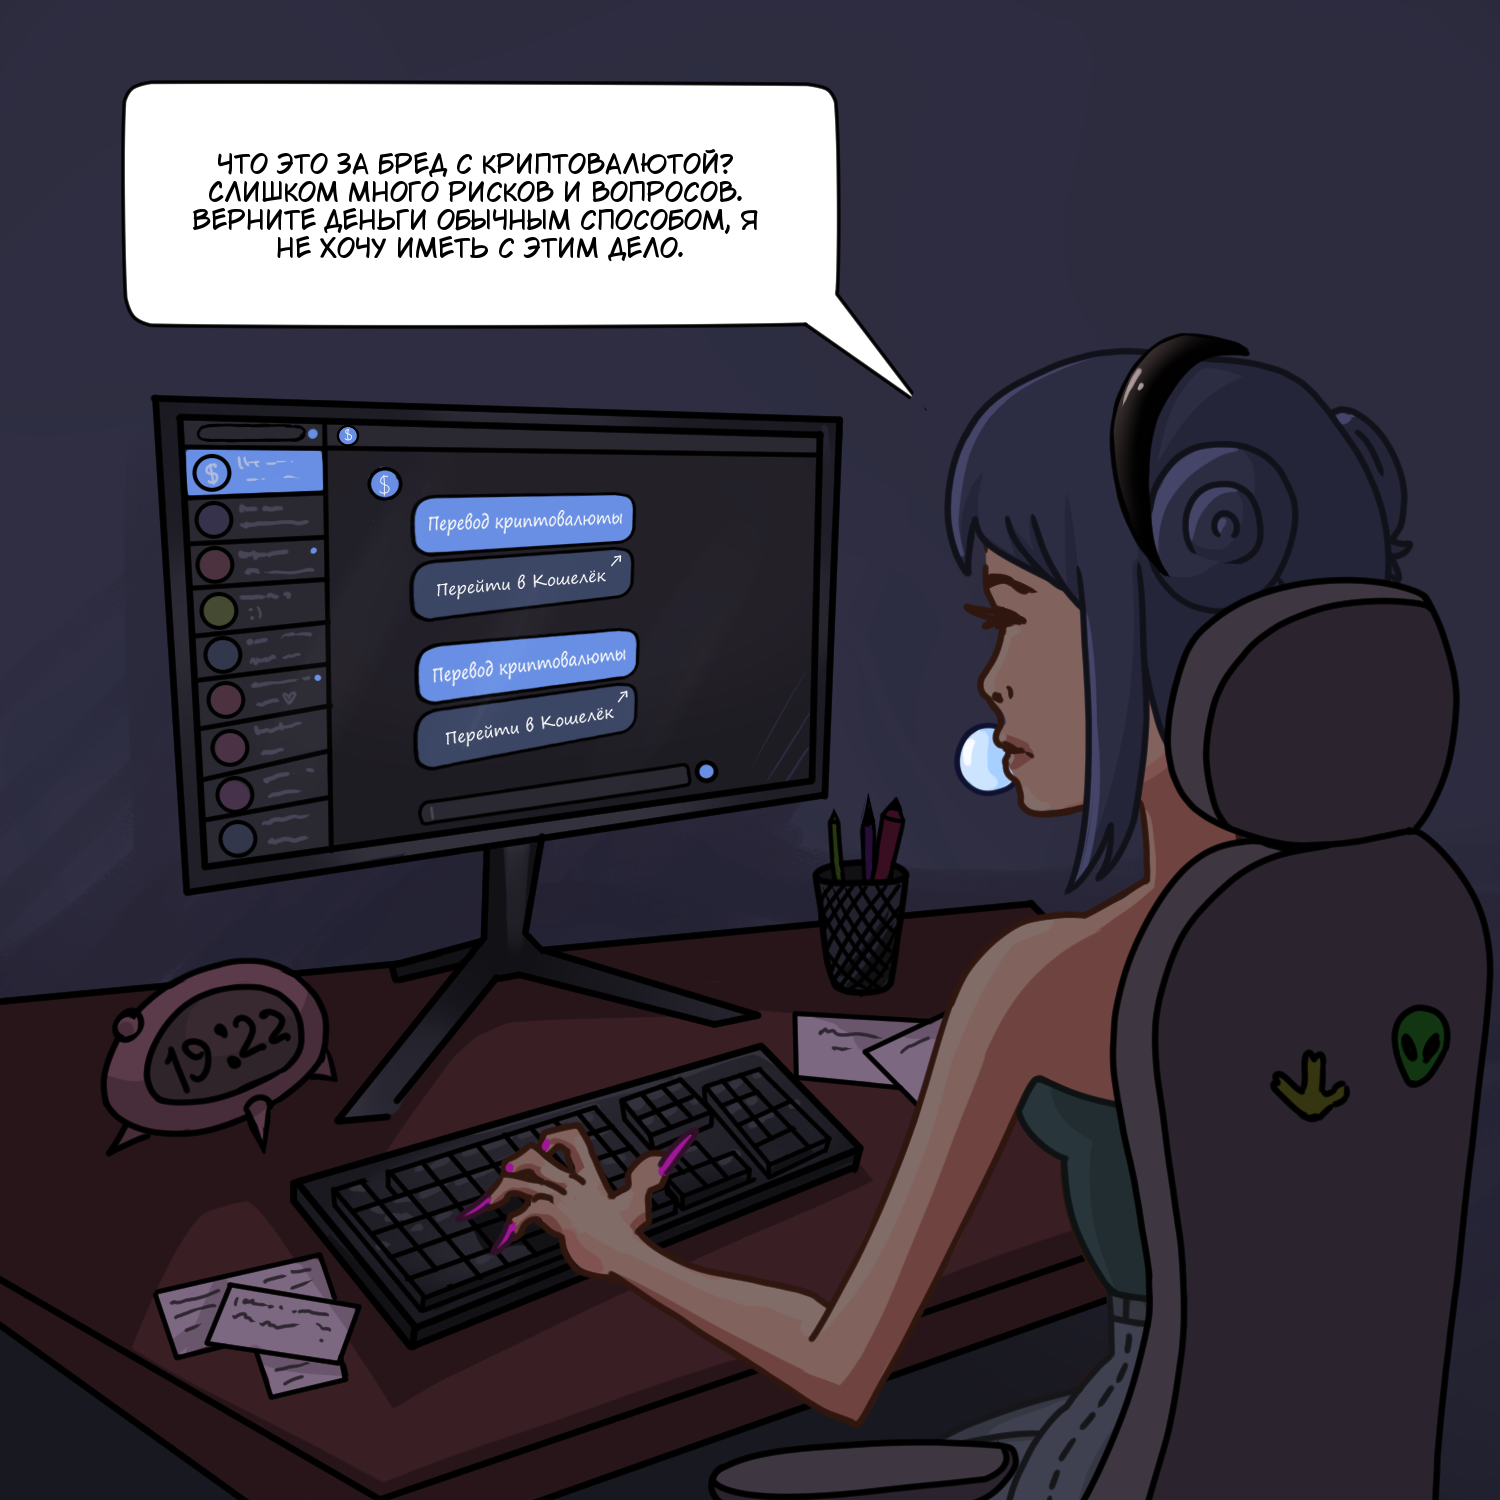 ЧТО ЭТО ЗА БРЕД С КРИПТОВАЛЮТОЙ?
СЛИШКОМ МНОГО РИСКОВ И ВОПРОСОВ.
ВЕРНИТЕ ДЕНЬГИ ОБЫЧНЫМ СПОСОБОМ, Я
НЕ ХОЧУ ИМЕТЬ С ЭТИМ ДЕЛО.
$
$
$
:)
Перевод криптовалюты
Перейти в Кошелёк
Перевод криптовалюты
Перейти в Кошелёк
19:22